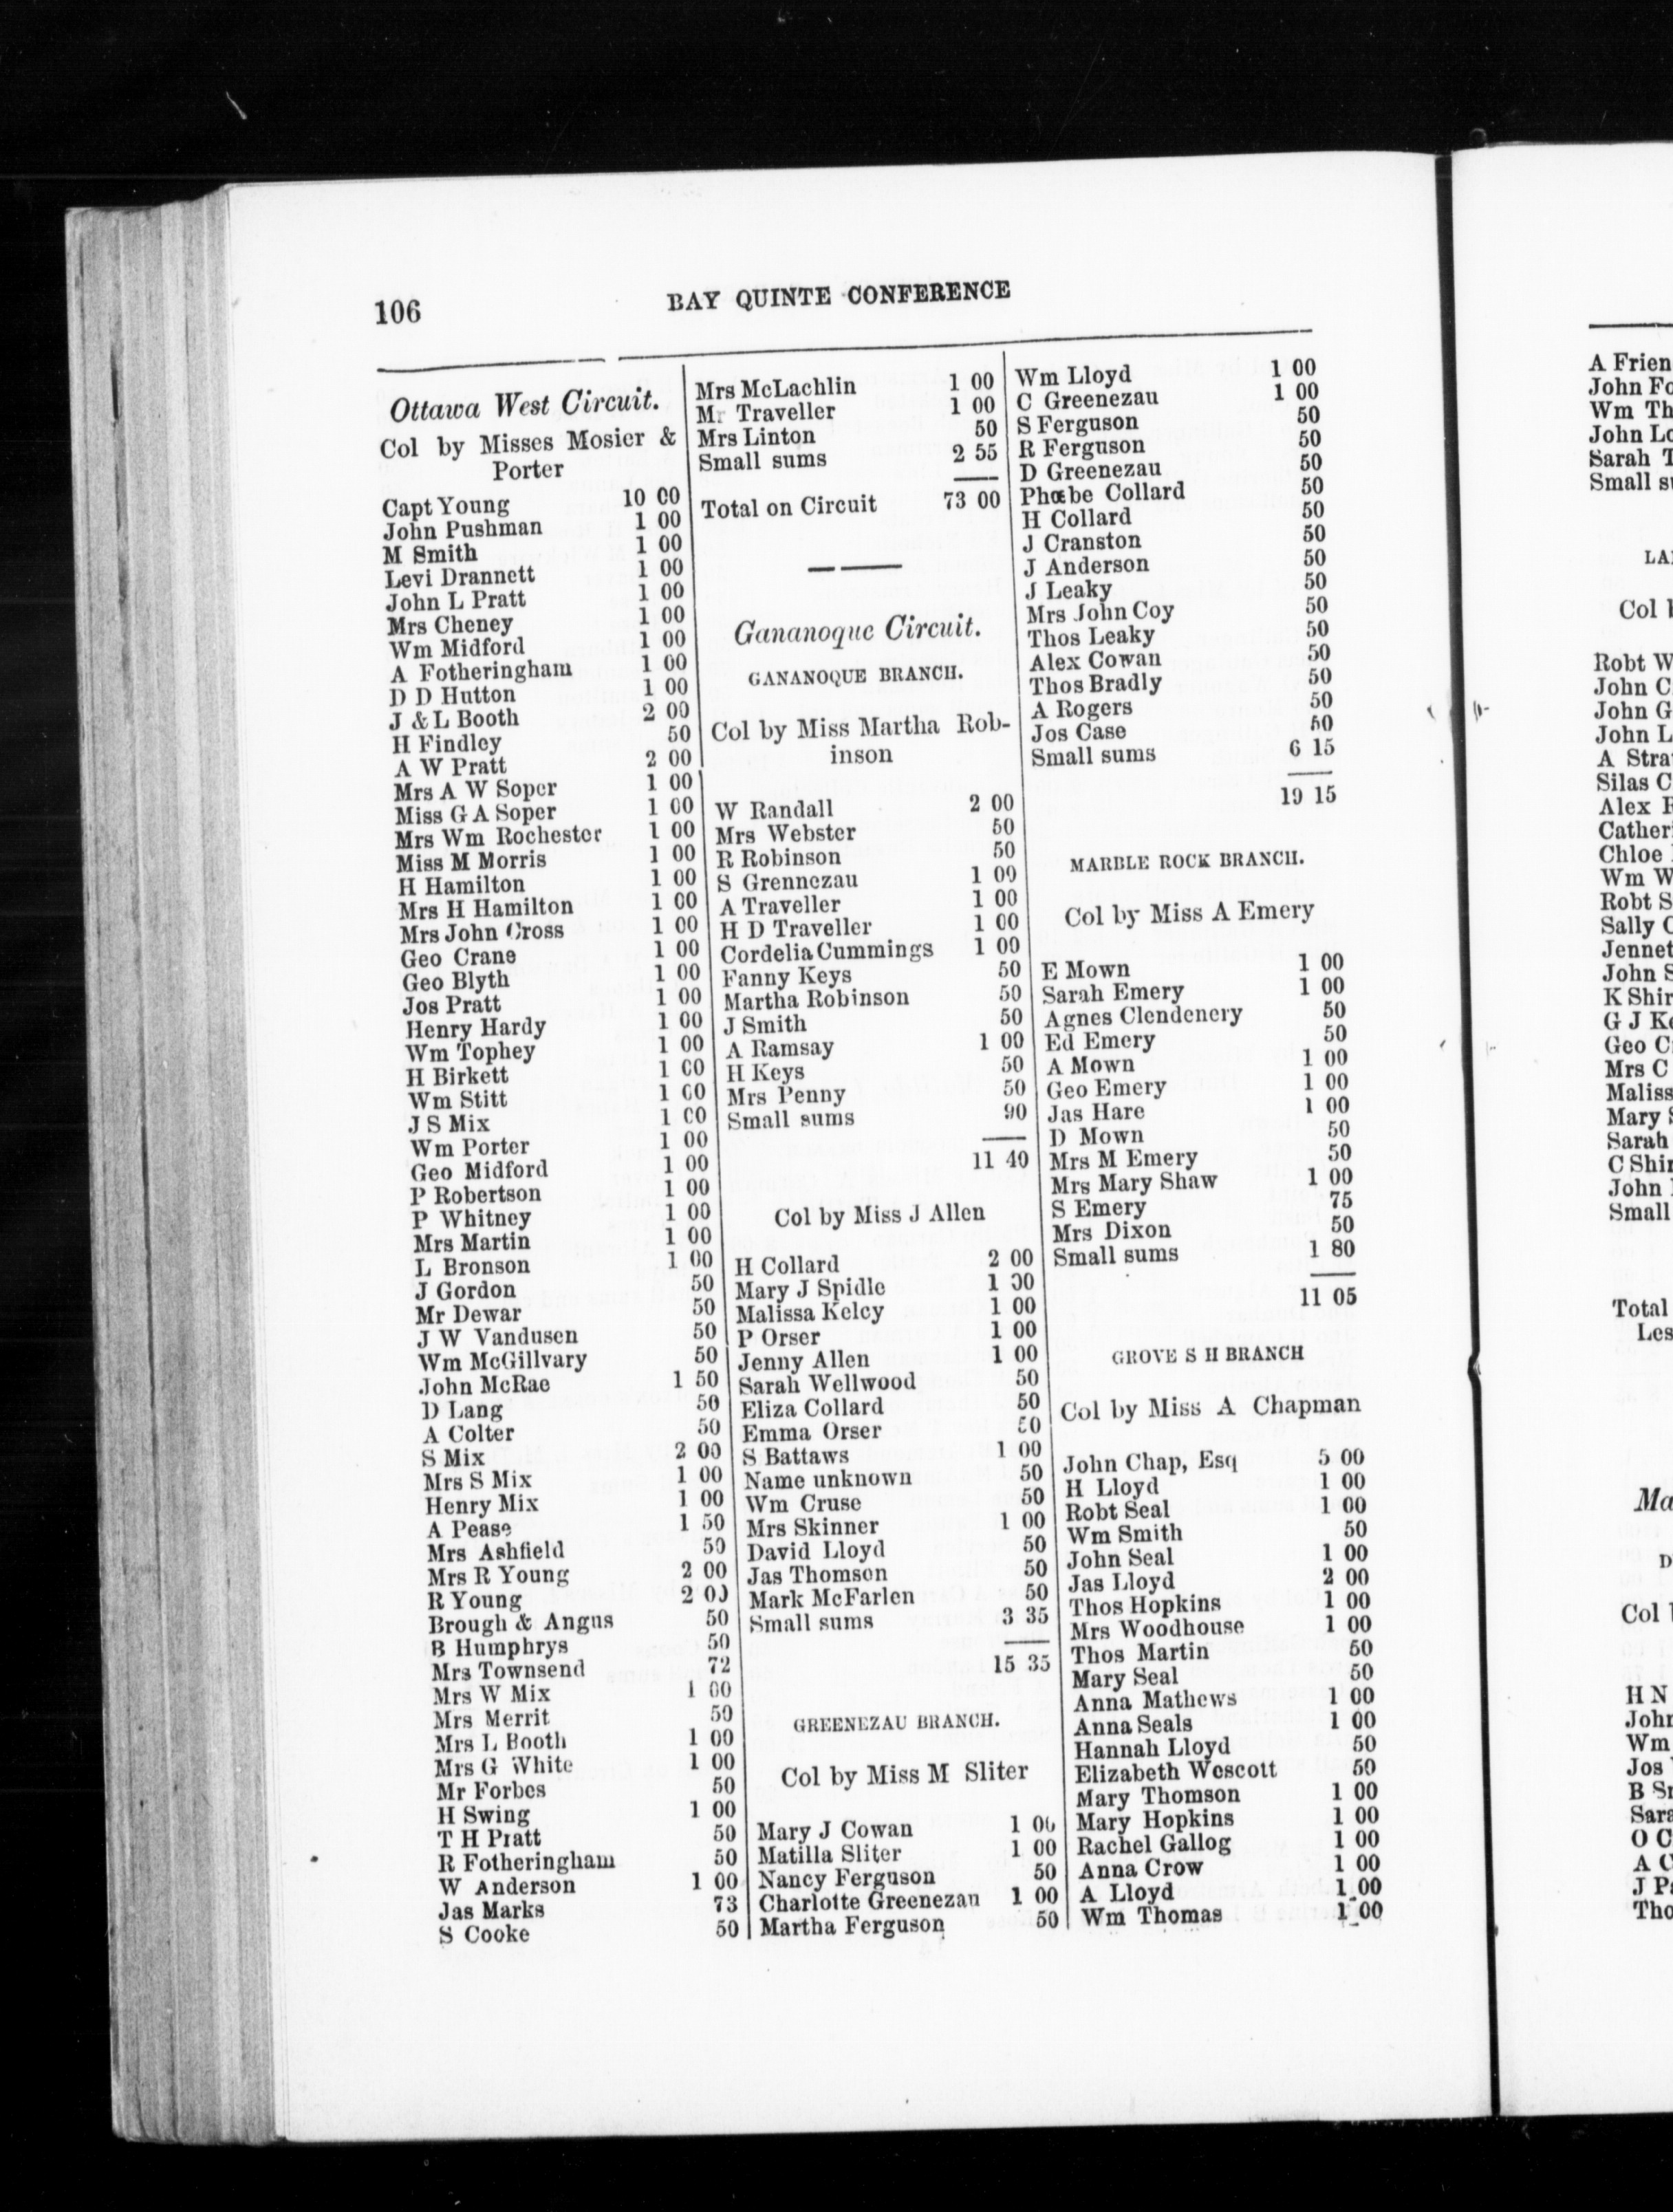 106
BAY QUINTE CONFERENCE
Ottawa West Circuit.
Col by Misses Mosier &
Porter
Capt Young 10 00
John Pushman 1 00
M Smith 1 00
Levi Drannett 1 00
John L Pratt 1 00
Mrs Cheney 1 00
Wm Midford 1 00
A Fotheringham 1 00
D D Hutton 1 00
J & L Booth 2 00
H Findley 50
A W Pratt 2 00
Mrs A W Soper 1 00
Miss G A Soper 1 00
Mrs Wm Rochester 1 00
Miss M Morris 1 00
H Hamilton 1 00
Mrs H Hamilton 1 00
Mrs John Cross 1 00
Geo Crane 1 00
Geo Blyth 1 00
Jos Pratt 1 00
Henry Hardy 1 00
Wm Tophey 1 00
H Birkett 1 00
Wm Stitt 1 00
J S Mix 1 00
Wm Porter 1 00
Geo Midford 1 00
P Robertson 1 00
P Whitney 1 00
Mrs Martin 1 00
L Bronson 1 00
J Gordon 50
Mr Dewar 50
J W Vandusen 50
Wm McGillvary 50
John McRae 1 50
D Lang 50
A Colter 50
S Mix 2 00
Mrs S Mix 1 00
Henry Mix 1 00
A Pease 1 50
Mrs Ashfield 50
Mrs R Young 2 00
R Young 2 00
Brough & Angus 50
B Humphrys 50
Mrs Townsend 72
Mrs W Mix 1 00
Mrs Merrit 50
Mrs L Booth 1 00
Mrs G White 1 00
Mr Forbes 50
H Swing 1 00
T H Pratt 50
R Fotheringham 50
W Anderson 1 00
Jas Marks 73
S Cooke 50
Mrs McLachlin 1 00
Mr Traveller 1 00
Mrs Linton 50
Small sums 2 55
Total on Circuit 73 00
Gananoque Circuit.
GANANOQUE BRANCH.
Col by Miss Martha Rob-
inson
W Randall 2 00
Mrs Webster 50
R Robinson 50
S Grennezau 1 00
A Traveller 1 00
H D Traveller 1 00
Cordelia Cummings 1 00
Fanny Keys 50
Martha Robinson 50
J Smith 50
A Ramsay 1 00
H Keys 50
Mrs Penny 50
Small sums 90
11 40
Col by Miss J Allen
H Collard 2 00
Mary J Spidle 1 00
Malissa Kelcy 1 00
P Orser 1 00
Jenny Allen 1 00
Sarah Wellwood 50
Eliza Collard 50
Emma Orser 50
S Battaws 1 00
Name unknown 50
Wm Cruse 50
Mrs Skinner 1 00
David Lloyd 50
Jas Thomson 50
Mark McFarlen 50
Small sums 3 35
15 35
GREENEZAU BRANCH.
Col by Miss M Sliter
Mary J Cowan 1 00
Matilla Sliter 1 00
Nancy Ferguson 50
Charlotte Greenezau 1 00
Martha Ferguson 50
Wm Lloyd 1 00
C Greenezau 1 00
S Ferguson 50
R Ferguson 50
D Greenezau 50
Phœbe Collard 50
H Collard 50
J Cranston 50
J Anderson 50
J Leaky 50
Mrs John Coy 50
Thos Leaky 50
Alex Cowan 50
Thos Bradly 50
A Rogers 50
Jos Case 50
Small sums 6 15
19 15
MARBLE ROCK BRANCH.
Col by Miss A Emery
E Mown 1 00
Sarah Emery 1 00
Agnes Clendenery 50
Ed Emery 50
A Mown 1 00
Geo Emery 1 00
Jas Hare 1 00
D Mown 50
Mrs M Emery 50
Mrs Mary Shaw 1 00
S Emery 75
Mrs Dixon 50
Small sums 1 80
11 05
GROVE S H BRANCH
Col by Miss A Chapman
John Chap, Esq 5 00
H Lloyd 1 00
Robt Seal 1 00
Wm Smith 50
John Seal 1 00
Jas Lloyd 2 00
Thos Hopkins 1 00
Mrs Woodhouse 1 00
Thos Martin 50
Mary Seal 50
Anna Mathews 1 00
Anna Seals 1 00
Hannah Lloyd 50
Elizabeth Wescott 50
Mary Thomson 1 00
Mary Hopkins 1 00
Rachel Gallog 1 00
Anna Crow 1 00
A Lloyd 1 00
Wm Thomas 1 00
A
John
Wm
John
Sarah
Small
Col
Robt
John
John
John
A
Silas
Alex
Chloe
Wm
Robt
Sally
John
K
G J
Geo
Mrs C
Mary
Sarah
C
John
Small
Total
Col
H N
Wm
Jos
B
O
A
J